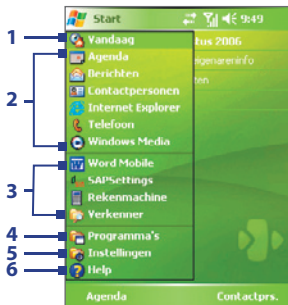 Start 9:49
1 Vandaag
tus 2006
2 Agenda
eigenareninfo
Berichten
ten
Contactpersonen
Internet Explorer
Telefoon
Windows Media
3 Word Mobile
SAPSettings
Rekenmachine
Verkenner
4 Programma's
5 Instellingen
6 Help
Agenda Contactprs.